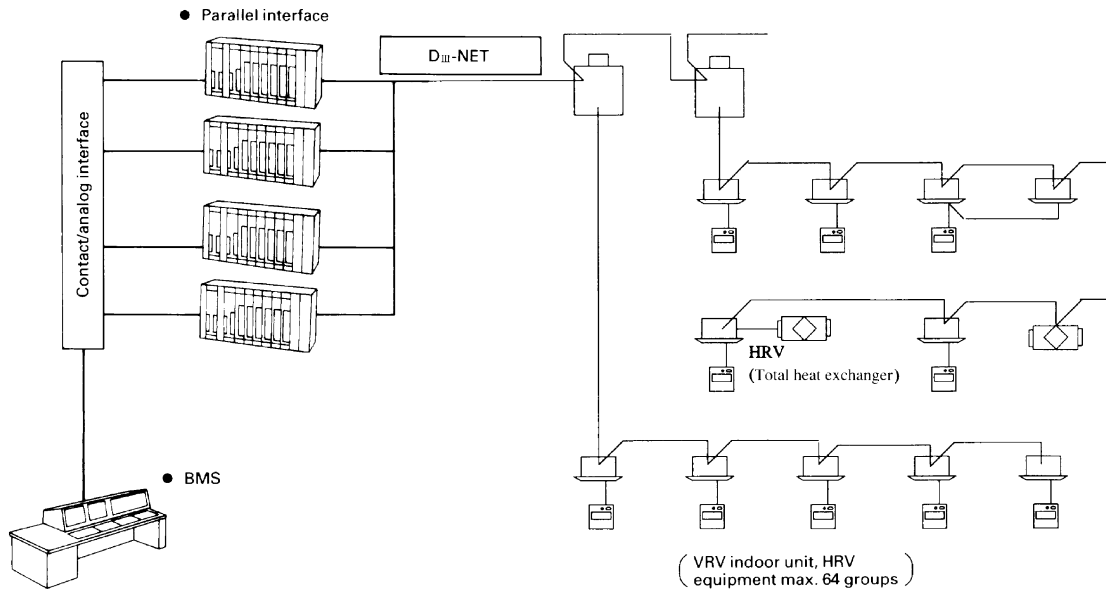 ● Parallel interface
DIII-NET
Contact/analog interface
HRV
(Total heat exchanger)
● BMS
(VRV indoor unit, HRV
equipment max. 64 groups)